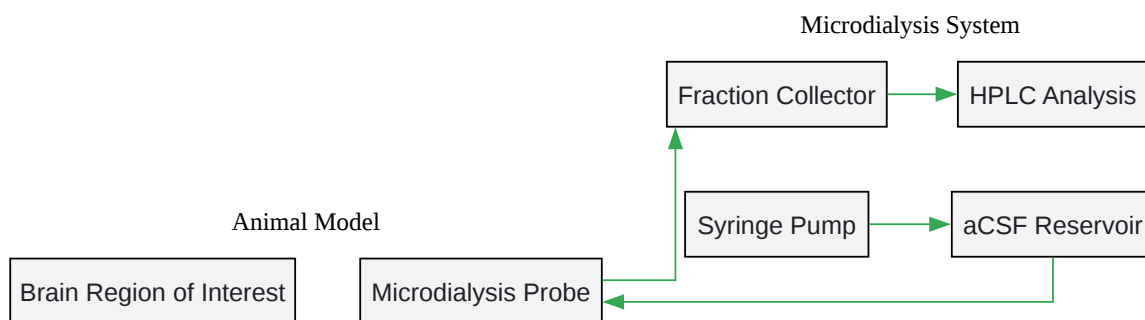 Microdialysis System
Fraction Collector
HPLC Analysis
Syringe Pump
aCSF Reservoir
Animal Model
Brain Region of Interest
Microdialysis Probe